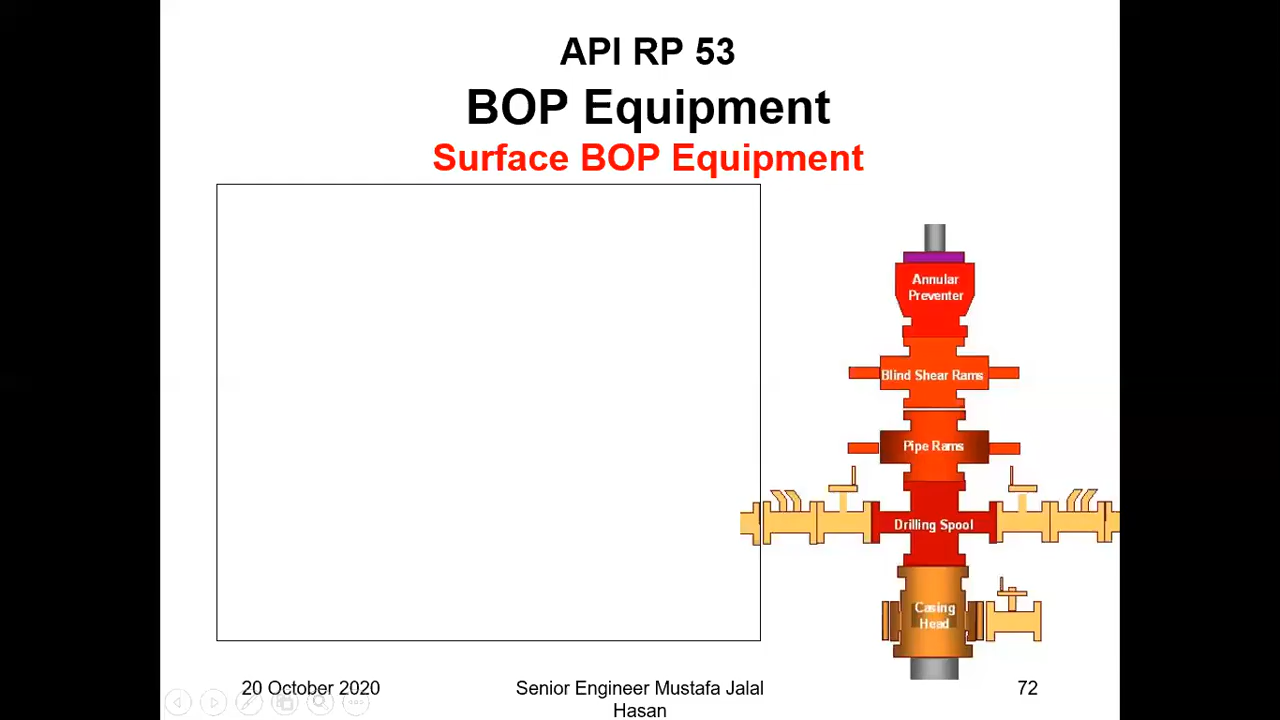 API RP 53
BOP Equipment
Surface BOP Equipment
Annular
Preventer
Blind Shear Rams
Pipe Rams
Drilling Spool
Casing
Head
20 October 2020
Senior Engineer Mustafa Jalal
Hasan
72